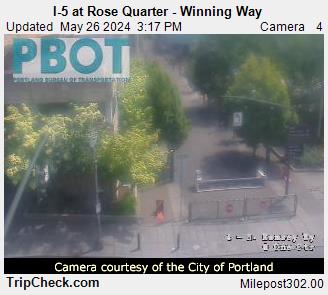 I-5 at Rose Quarter - Winning Way
Updated May 26 2024 3:17 PM Camera 4
PBOT
PORTLAND BUREAU OF TRANSPORTATION
Camera courtesy of the City of Portland
TripCheck.com Milepost302.00